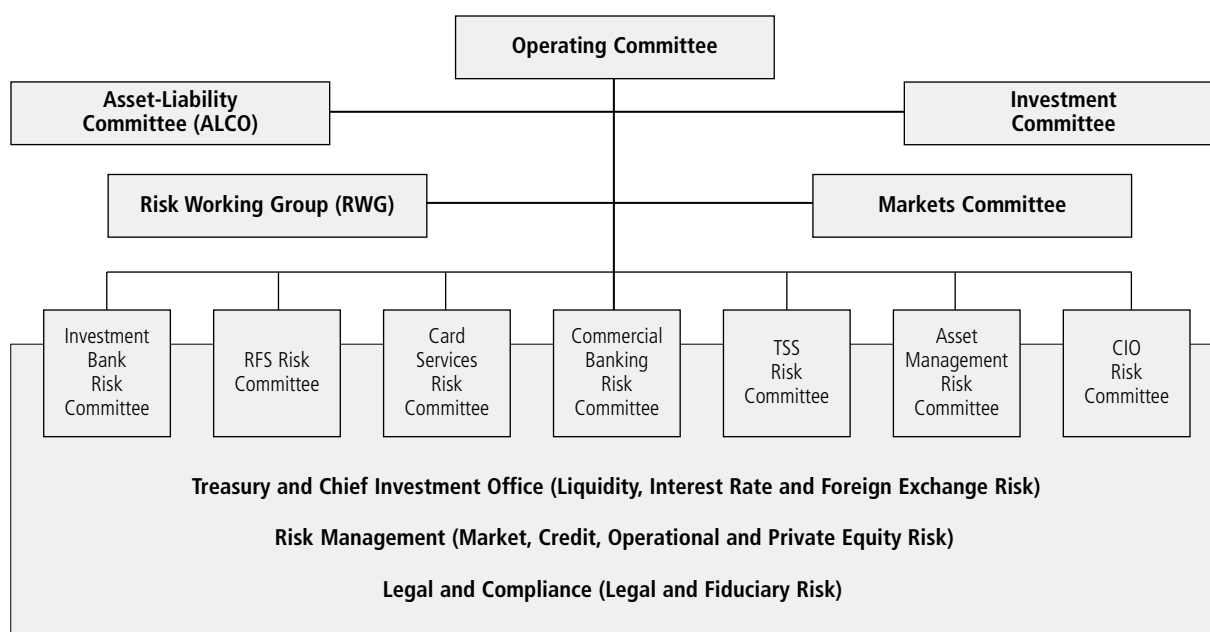 Operating Committee
Asset-Liability
Committee (ALCO)
Investment
Committee
Risk Working Group (RWG)
Markets Committee
Investment
Bank
Risk
Committee
RFS Risk
Committee
Card
Services
Risk
Committee
Commercial
Banking
Risk
Committee
TSS
Risk
Committee
Asset
Management
Risk
Committee
CIO
Risk
Committee
Treasury and Chief Investment Office (Liquidity, Interest Rate and Foreign Exchange Risk)
Risk Management (Market, Credit, Operational and Private Equity Risk)
Legal and Compliance (Legal and Fiduciary Risk)